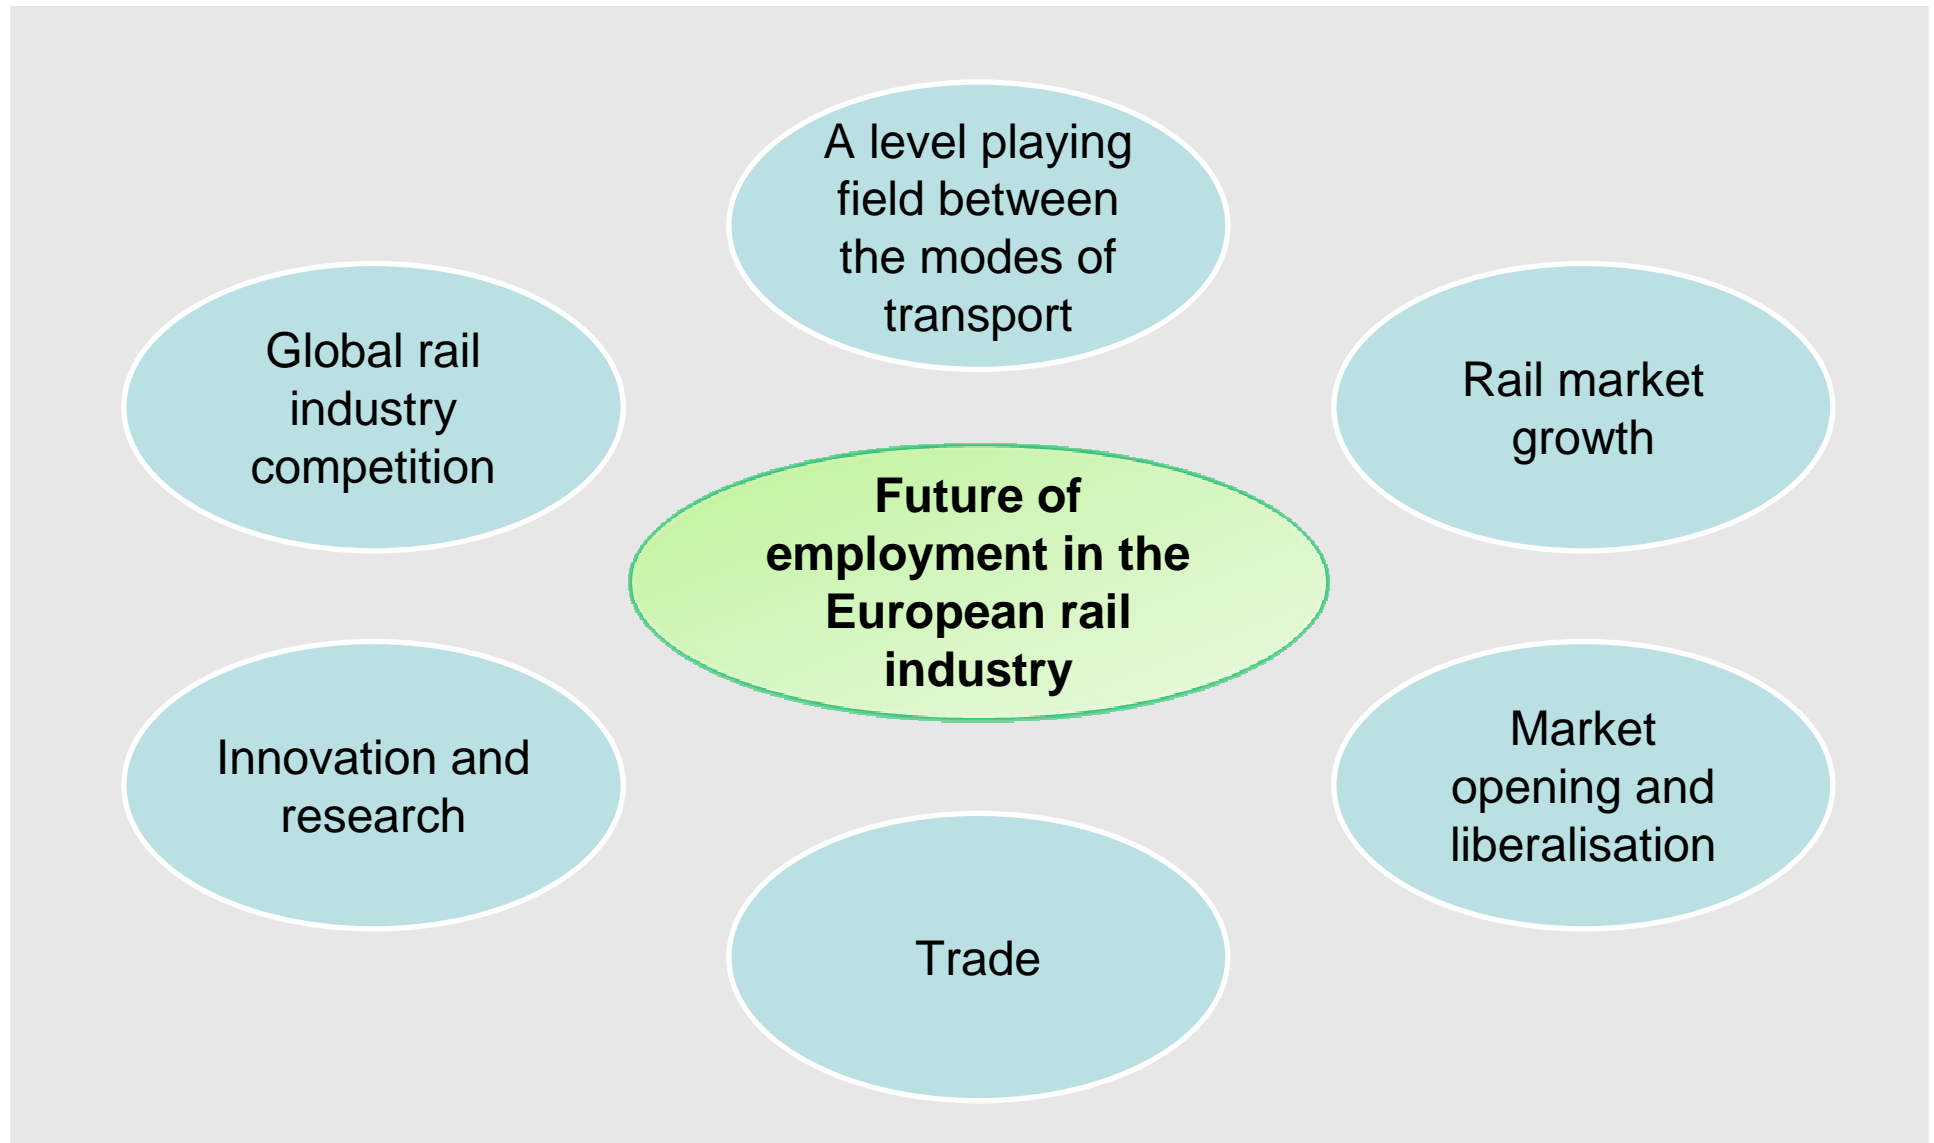 A level playing
field between
the modes of
transport
Global rail
industry
competition
Rail market
growth
Future of
employment in the
European rail
industry
Innovation and
research
Market
opening and
liberalisation
Trade